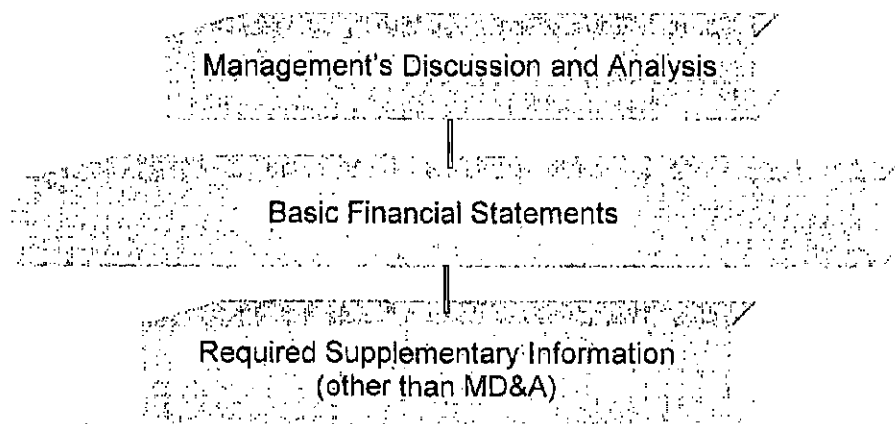 Management's Discussion and Analysis
Basic Financial Statements
Required Supplementary Information
(other than MD&A)